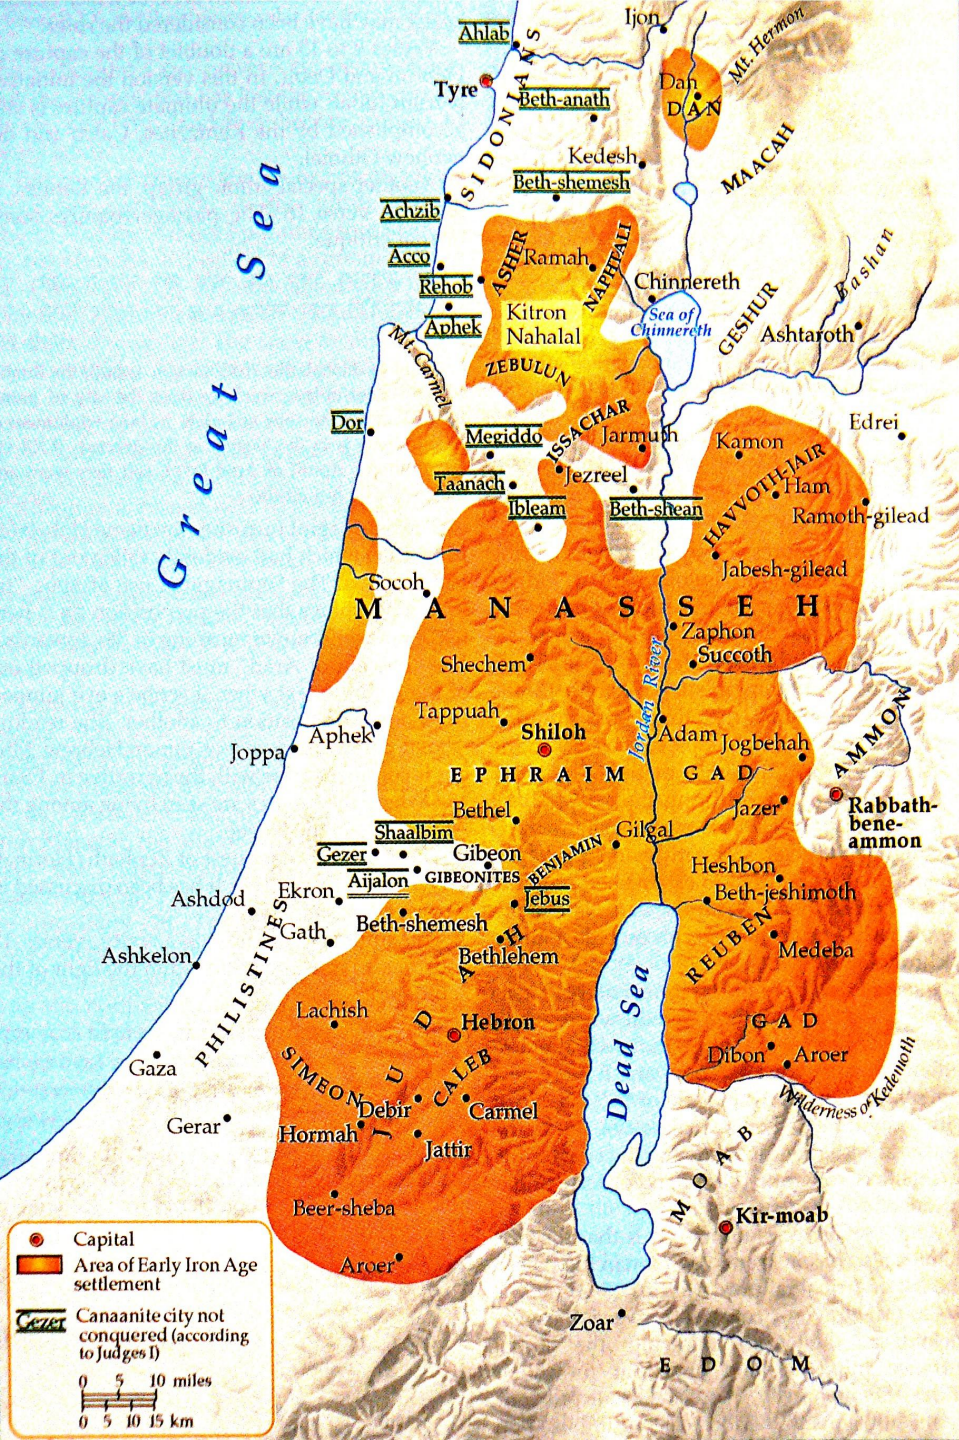 Ijon
Ahlab
Mt. Hermon
Tyre
Dan
DAN
Beth-anath
SIDONIANS
Kedesh
MAACAH
Beth-shemesh
Achzib
Great Sea
ASHER
NAPHTALI
Ramah
Acco
Rehob
Aphek
Kitron
Nahalal
Chinnereth
Sea of
Chinnereth
GESHUR
Bashan
Ashtaroth
Mt. Carmel
ZEBULUN
Dor
Megiddo
ISSACHAR
Jarmuth
Kamon
Edrei
Taanach
Jezreel
HAVVOTH-JAIR
Ham
Ibleam
Beth-shean
Ramoth-gilead
Jabesh-gilead
Socoh
MANASSEH
Zaphon
Succoth
Shechem
Tappuah
Jordan River
Shiloh
Adam
Jogbehah
AMMON
Joppa
Aphek
EPHRAIM
GAD
Bethel
Jazer
Rabbath-
bene-
ammon
Shaalbim
Gilgal
Gezer
Gibeon
BENJAMIN
GIBEONITES
Aijalon
Heshbon
Beth-jeshimoth
Ashdod
Ekron
Jebus
Beth-shemesh
Gath
PHILISTINES
REUBEN
Medeba
Ashkelon
Bethlehem
JUDAH
Dead Sea
Lachish
Hebron
GAD
Dibon
Aroer
Gaza
SIMEON
CALEB
Wilderness of Kedemoth
Gerar
Debir
Carmel
Hormah
Jattir
MOAB
Beer-sheba
Kir-moab
Aroer
Zoar
EDOM
Capital
Area of Early Iron Age
settlement
Gezer
Canaanite city not
conquered (according
to Judges I)
0 5 10 miles
0 5 10 15 km